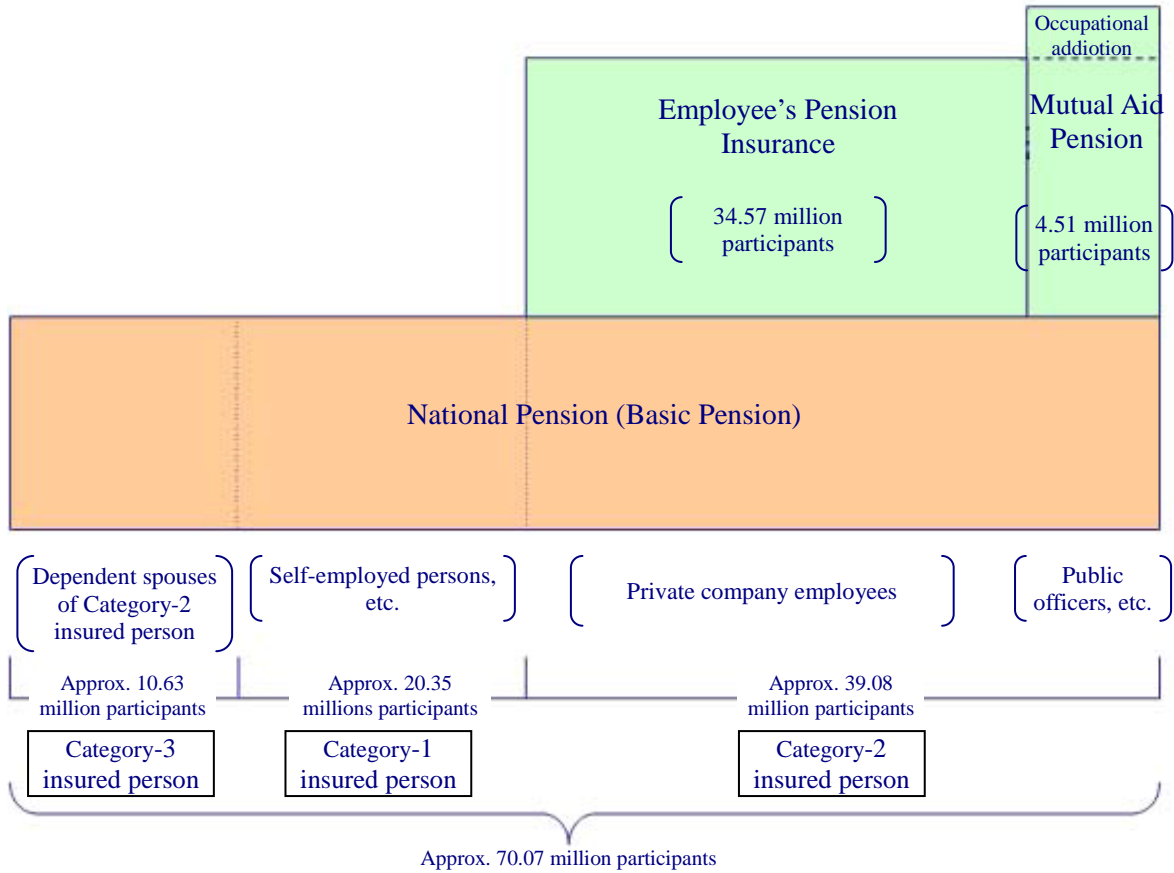 Occupational
addiotion
Employee's Pension
Insurance
Mutual Aid
Pension
34.57 million
participants
4.51 million
participants
National Pension (Basic Pension)
Dependent spouses
of Category-2
insured person
Self-employed persons,
etc.
Private company employees
Public
officers, etc.
Approx. 10.63
million participants
Approx. 20.35
millions participants
Approx. 39.08
million participants
Category-3
insured person
Category-1
insured person
Category-2
insured person
Approx. 70.07 million participants